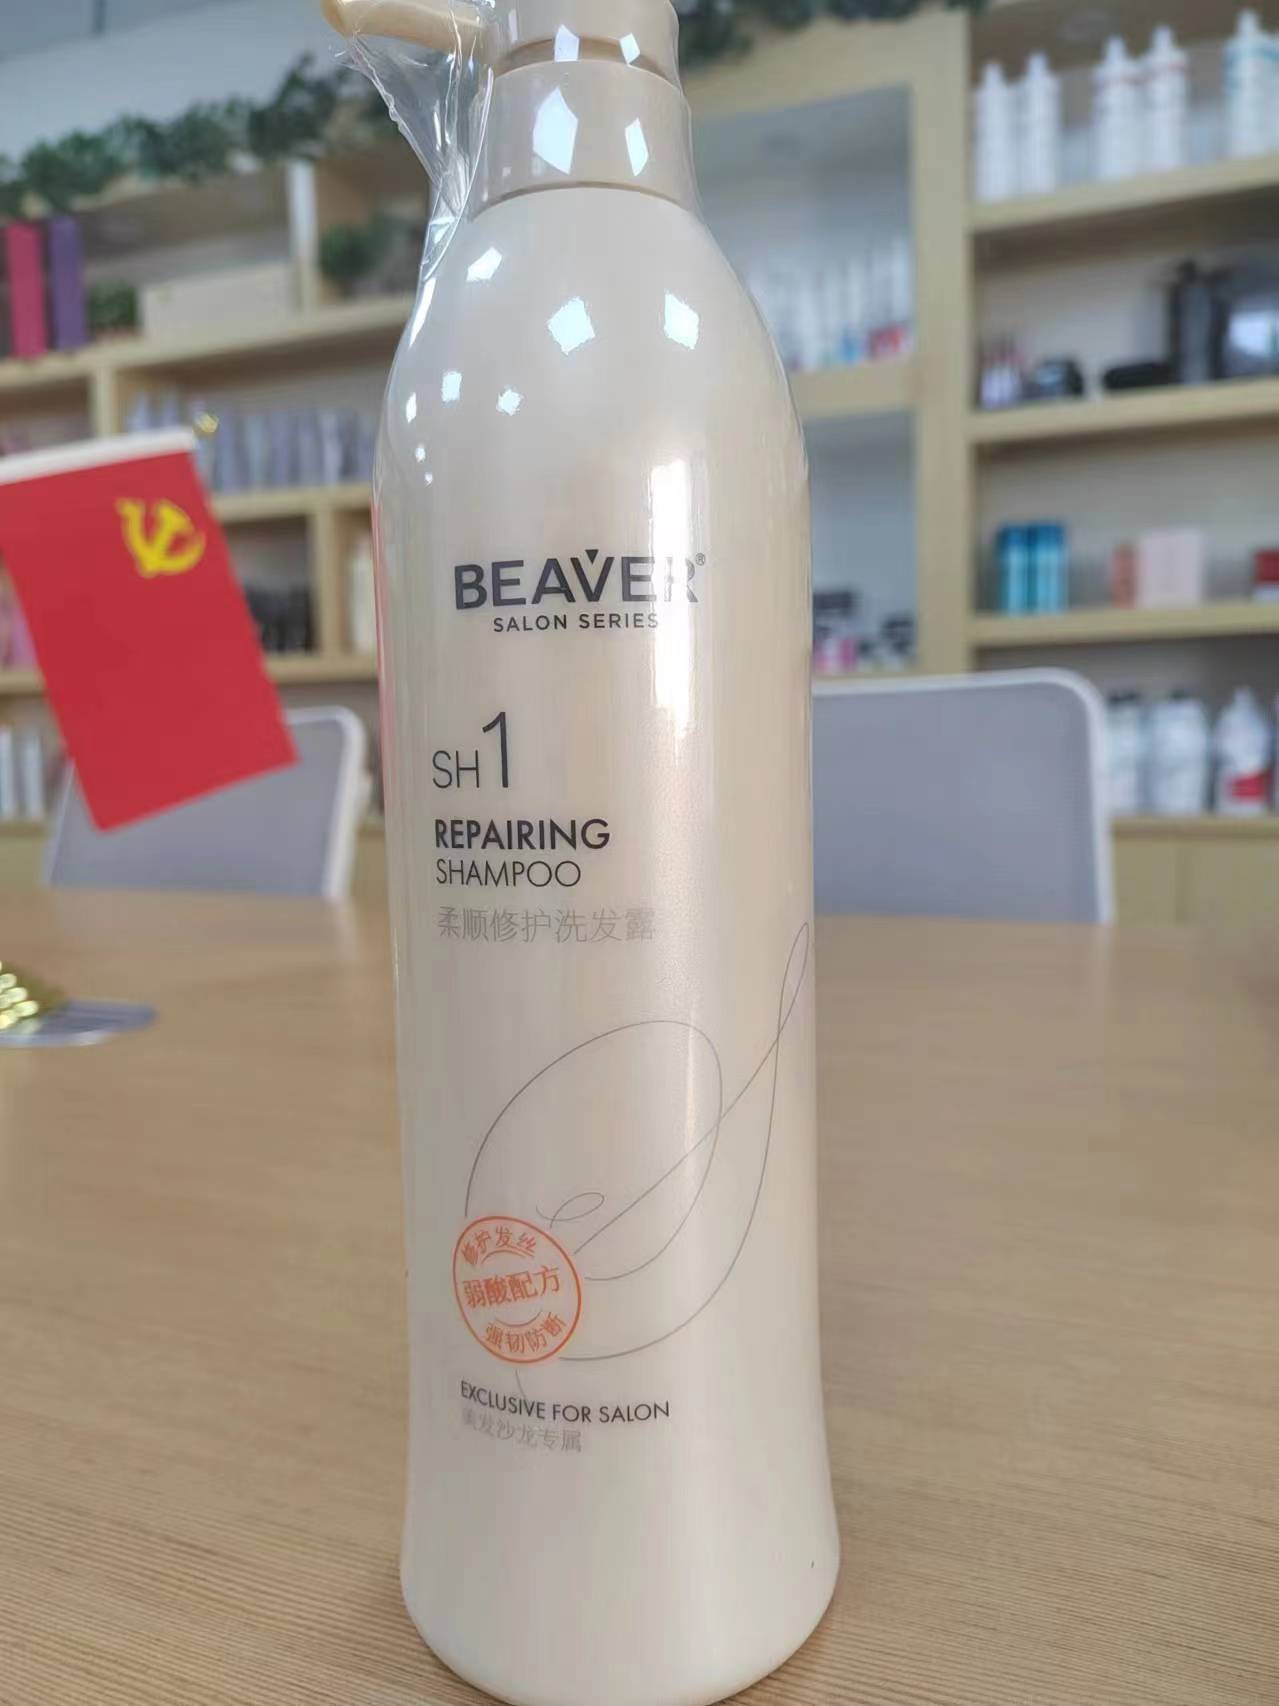 BEAVER®
SALON SERIES
SH1
REPAIRING
SHAMPOO
柔顺修护洗发露
修护发丝
弱酸配方
强韧防断
EXCLUSIVE FOR SALON
美发沙龙专属